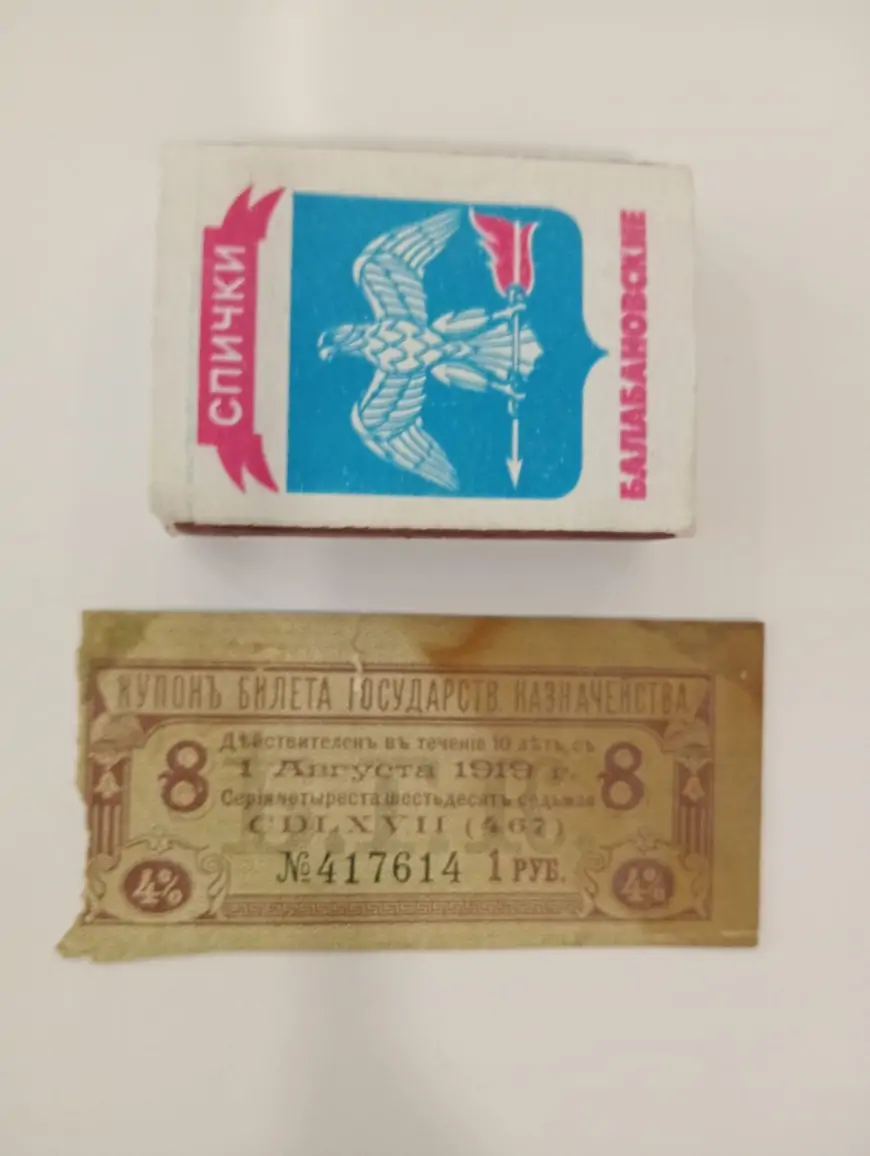 СПИЧКИ
БАЛАБАНОВСКИЕ
КУПОНЪ БИЛЕТА ГОСУДАРСТВ. КАЗНАЧЕЙСТВА
8 Дѣйствителенъ въ теченіе 10 лѣтъ, съ 8
1 Августа 1919 г.
Серія четыреста шестьдесятъ седьмая
CDLXVII (467)
4% №417614 1 РУБ. 4%